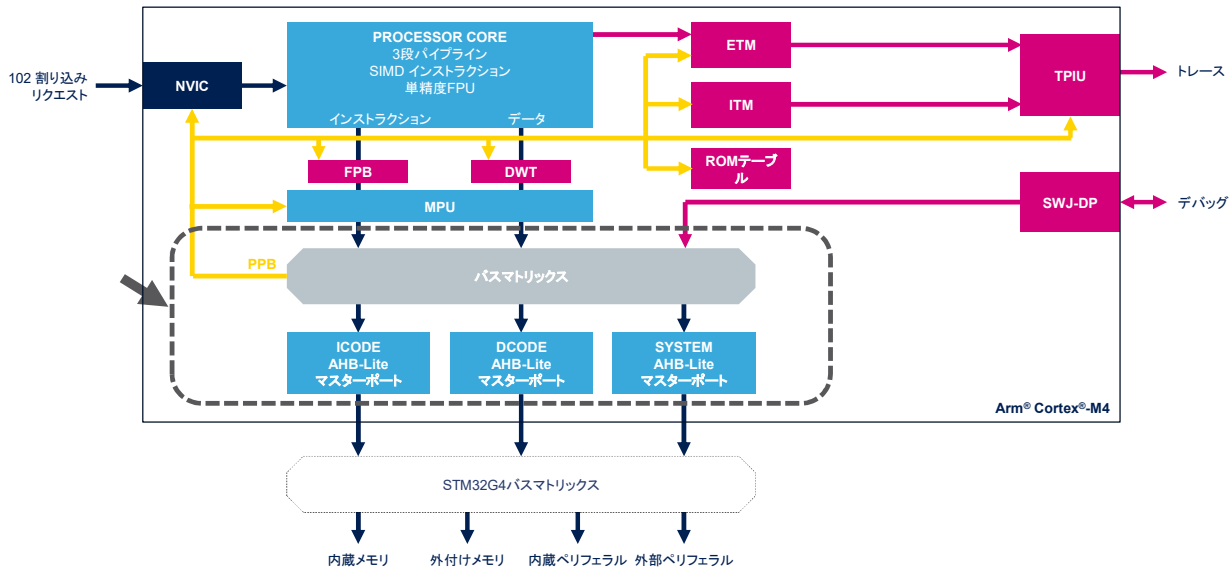 PROCESSOR CORE
3段パイプライン
SIMD インストラクション
単精度FPU
インストラクション
データ
102 割り込み
リクエスト
NVIC
ETM
ITM
ROMテーブ
ル
TPIU
トレース
FPB
DWT
MPU
SWJ-DP
デバッグ
PPB
バスマトリックス
ICODE
AHB-Lite
マスターポート
DCODE
AHB-Lite
マスターポート
SYSTEM
AHB-Lite
マスターポート
Arm® Cortex®-M4
STM32G4バスマトリックス
内蔵メモリ
外付けメモリ
内蔵ペリフェラル
外部ペリフェラル